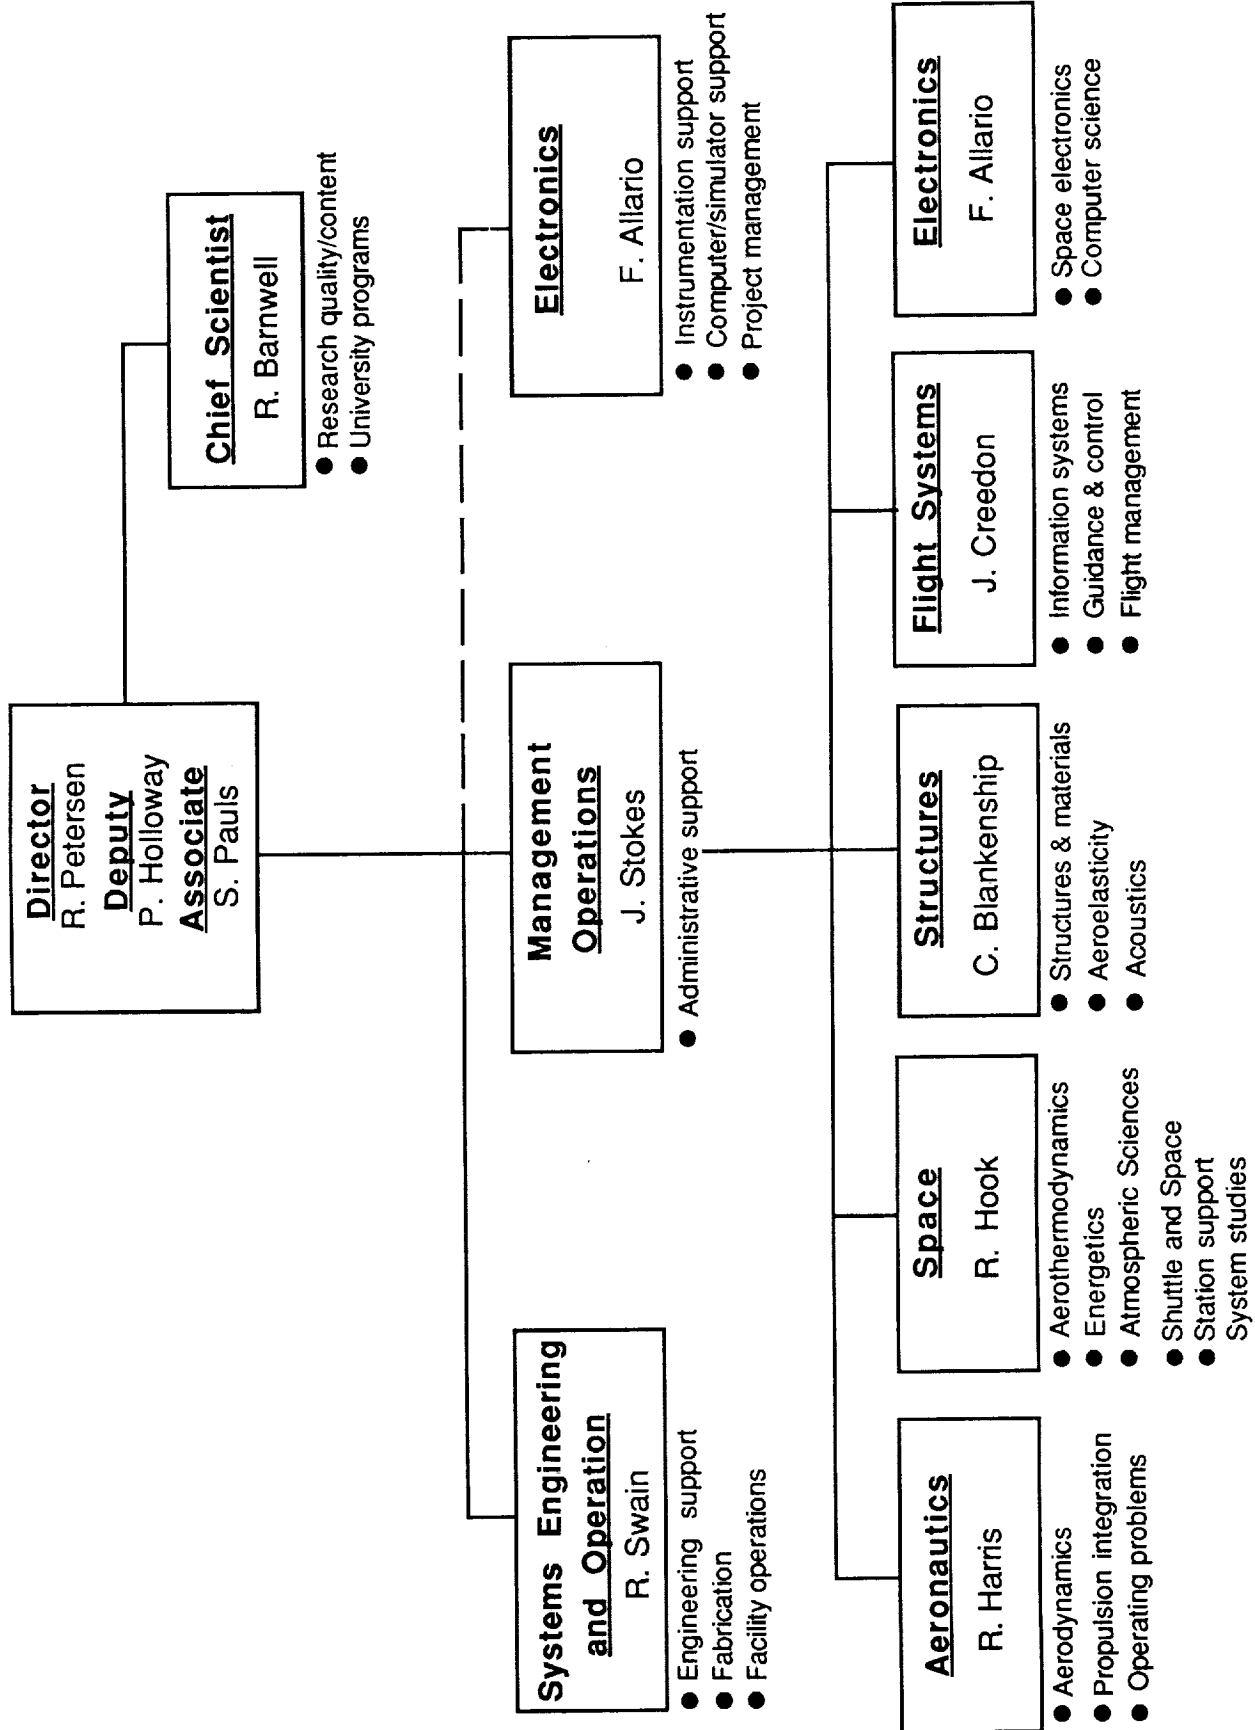 Director
R. Petersen
Deputy
P. Holloway
Associate
S. Pauls
Chief Scientist
R. Barnwell
● Research quality/content
● University programs
Systems Engineering
and Operation
R. Swain
● Engineering support
● Fabrication
● Facility operations
Management
Operations
J. Stokes
● Administrative support
Electronics
F. Allario
● Instrumentation support
● Computer/simulator support
● Project management
Aeronautics
R. Harris
● Aerodynamics
● Propulsion integration
● Operating problems
Space
R. Hook
● Aerothermodynamics
● Energetics
● Atmospheric Sciences
● Shuttle and Space
● Station support
System studies
Structures
C. Blankenship
● Structures & materials
● Aeroelasticity
● Acoustics
Flight Systems
J. Creedon
● Information systems
● Guidance & control
● Flight management
Electronics
F. Allario
● Space electronics
● Computer science